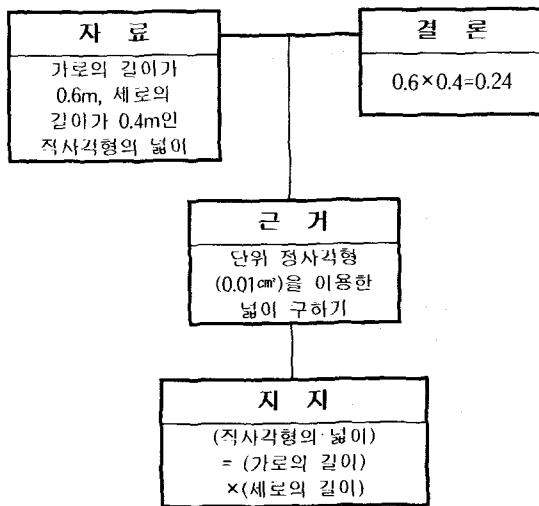 자 료
가로의 길이가
0.6m, 세로의
길이가 0.4m인
직사각형의 넓이
결 론
0.6×0.4=0.24
근 거
단위 정사각형
(0.01㎠)을 이용한
넓이 구하기
지 지
(직사각형의 넓이)
= (가로의 길이)
×(세로의 길이)